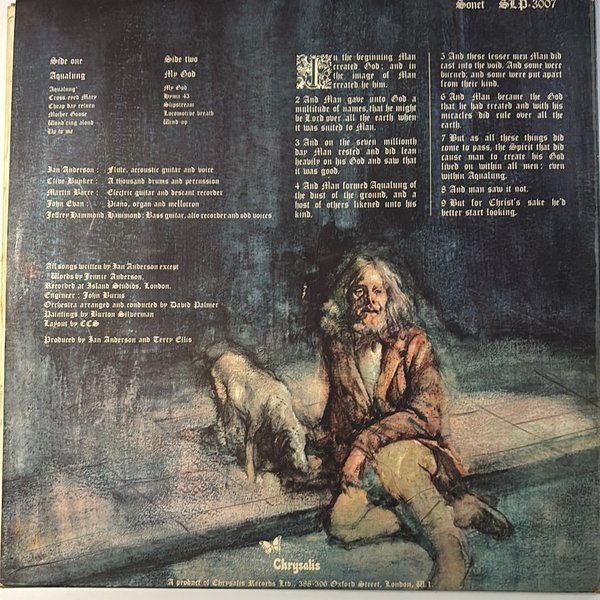 Sonet SLP-3007
Side one
Aqualung
Aqualung'
Cross-eyed Mary
Cheap day return
Mother Goose
Wond'ring aloud
Up to me
Side two
My God
My God
Hymn 43
Slipstream
Locomotive breath
Wind-up
Ian Anderson: Flute, accoustic guitar and voice
Clive Bunker: A thousand drums and percussion
Martin Barre: Electric guitar and descant recorder
John Evan: Piano, organ and mellotron
Jeffrey Hammond, Hammond: Bass guitar, alto recorder and odd voices
All songs written by Ian Anderson except
Words by Jennie Anderson.
Recorded at Island Studios, London.
Engineer: John Burns
Orchestra arranged and conducted by David Palmer
Paintings by Burton Silverman
Layout by CCS
Produced by Ian Anderson and Terry Ellis
In the beginning Man
created God; and in
the image of Man
created he him.
2 And Man gave unto God a
multitude of names, that he might
be Lord over all the earth when
it was suited to Man.
3 And on the seven millionth
day Man rested and did lean
heavily on his God and saw that
it was good.
4 And Man formed Aqualung of
the dust of the ground, and a
host of others likened unto his
kind.
5 And these lesser men Man did
cast into the void. And some were
burned; and some were put apart
from their kind.
6 And Man became the God
that he had created and with his
miracles did rule over all the
earth.
7 But as all these things did
come to pass, the Spirit that did
cause man to create his God
lived on within all men: even
within Aqualung.
8 And man saw it not.
9 But for Christ's sake he'd
better start looking.
Chrysalis
A product of Chrysalis Records Ltd., 388-396 Oxford Street, London, W.1.